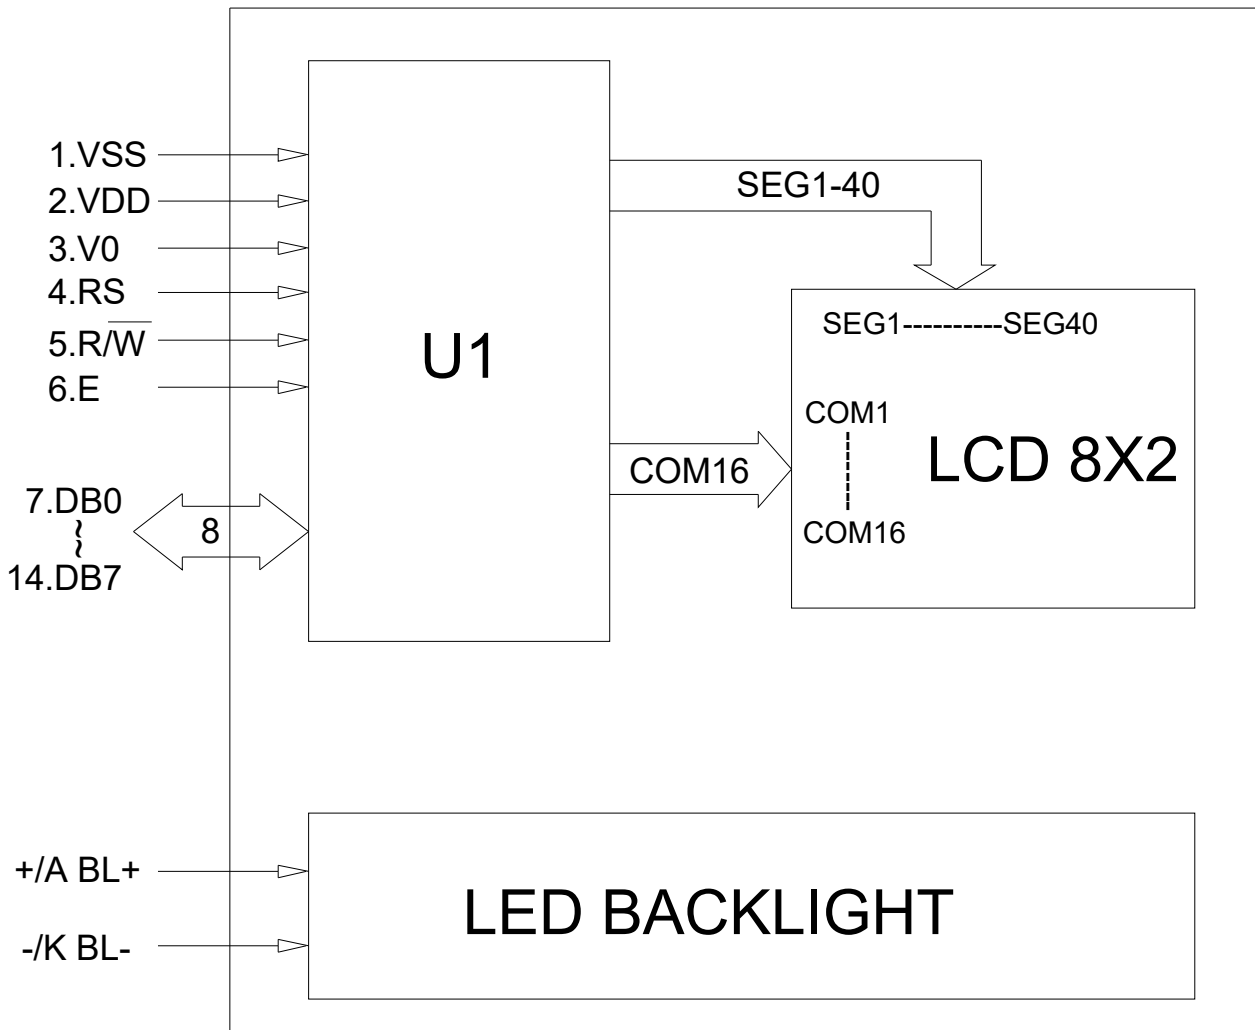 1.VSS
2.VDD
3.V0
4.RS
5.R/W̅
6.E
7.DB0
~
~
14.DB7
8
U1
SEG1-40
COM16
SEG1----------SEG40
COM1
COM16
LCD 8X2
+/A BL+
-/K BL-
LED BACKLIGHT